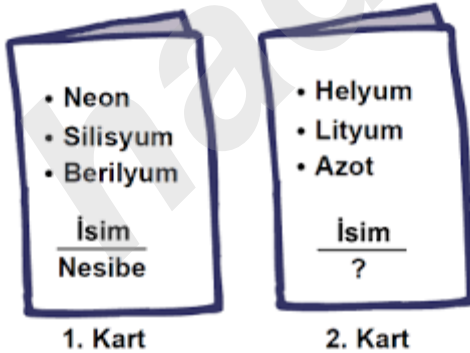 • Neon
• Silisyum
• Berilyum
İsim
Nesibe
1. Kart
• Helyum
• Lityum
• Azot
İsim
?
2. Kart